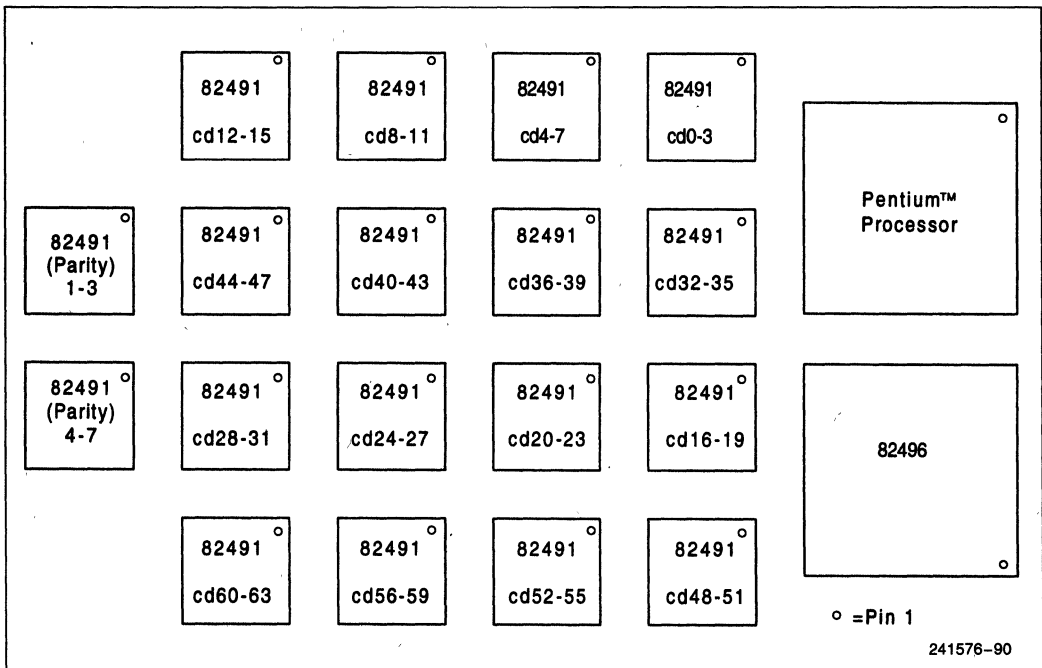 82491
cd12-15
82491
cd8-11
82491
cd4-7
82491
cd0-3
Pentium™
Processor
82491
(Parity)
1-3
82491
cd44-47
82491
cd40-43
82491
cd36-39
82491
cd32-35
82491
(Parity)
4-7
82491
cd28-31
82491
cd24-27
82491
cd20-23
82491
cd16-19
82496
82491
cd60-63
82491
cd56-59
82491
cd52-55
82491
cd48-51
=Pin 1
241576-90